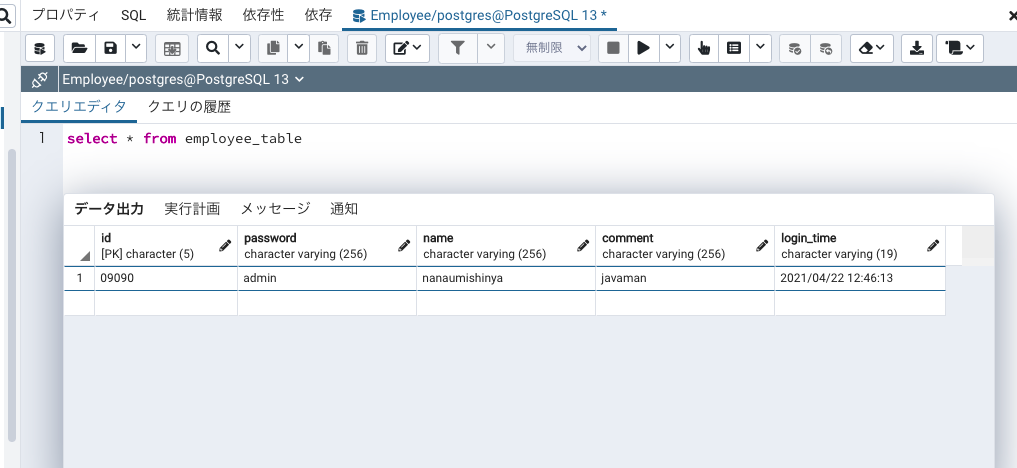 プロパティ SQL 統計情報 依存性 依存 Employee/postgres@PostgreSQL 13 *
無制限
Employee/postgres@PostgreSQL 13
クエリエディタ クエリの履歴
1 select * from employee_table
データ出力 実行計画 メッセージ 通知
id password name comment login_time
[PK] character (5) character varying (256) character varying (256) character varying (256) character varying (19)
1 09090 admin nanaumishinya javaman 2021/04/22 12:46:13